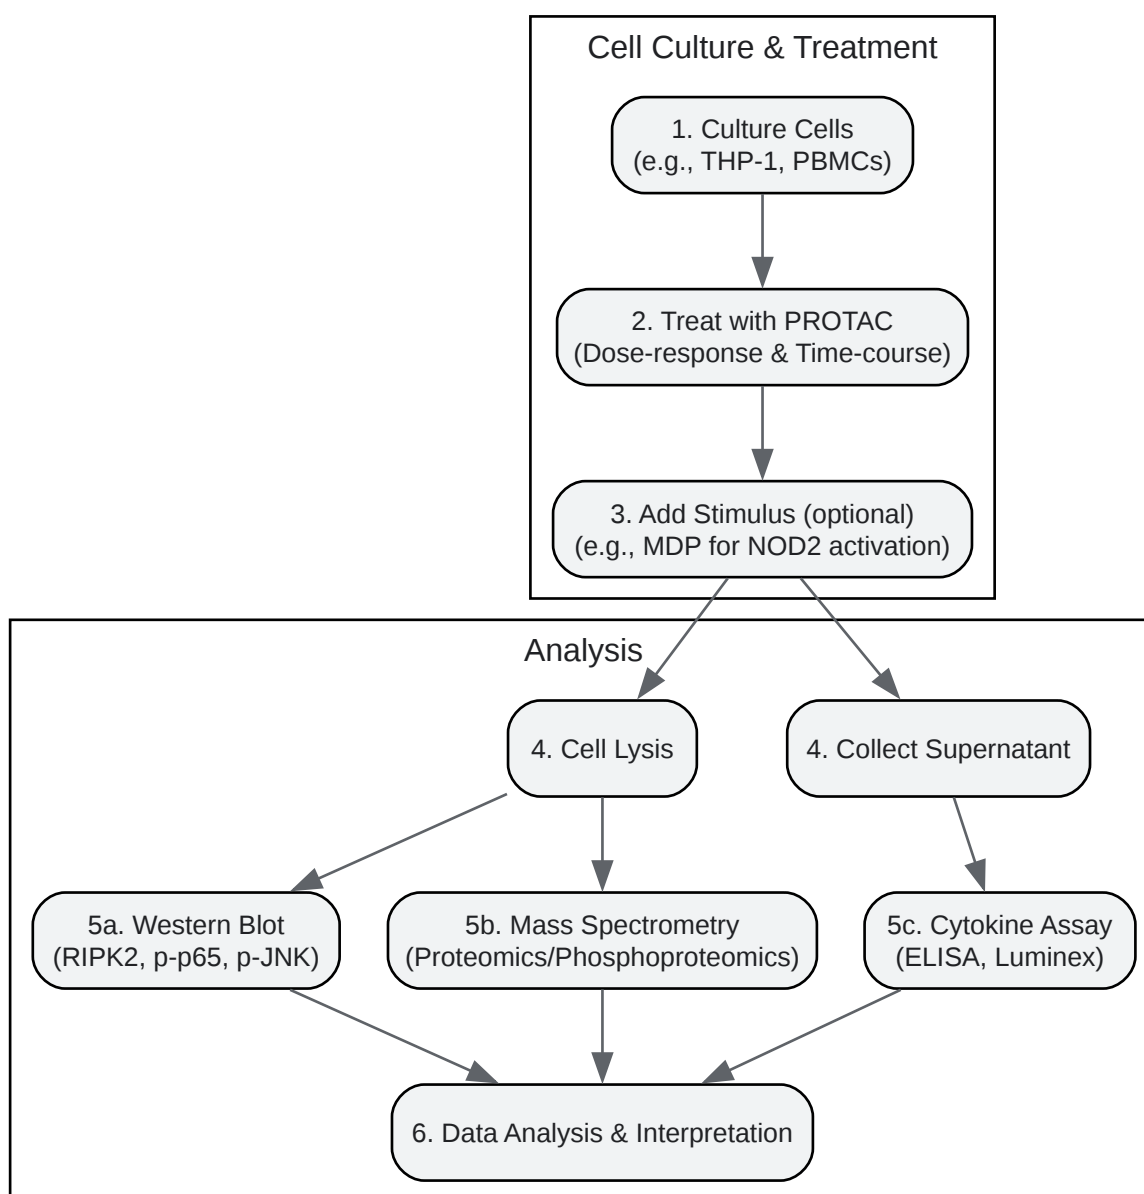 Cell Culture & Treatment
1. Culture Cells
(e.g., THP-1, PBMCs)
2. Treat with PROTAC
(Dose-response & Time-course)
3. Add Stimulus (optional)
(e.g., MDP for NOD2 activation)
Analysis
4. Cell Lysis
4. Collect Supernatant
5a. Western Blot
(RIPK2, p-p65, p-JNK)
5b. Mass Spectrometry
(Proteomics/Phosphoproteomics)
5c. Cytokine Assay
(ELISA, Luminex)
6. Data Analysis & Interpretation